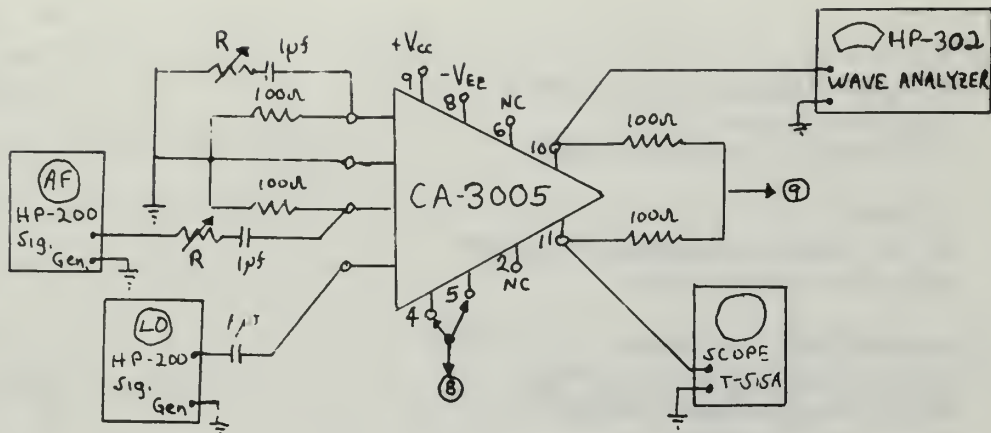 R
1μf
100Ω
100Ω
R
1μf
AF
HP-200
Sig.
Gen.
LO
HP-200
Sig.
Gen
+Vcc
9
-VEE
8
NC
6
CA-3005
10
11
2
NC
5
4
8
100Ω
100Ω
9
HP-302
WAVE ANALYZER
SCOPE
T-515A